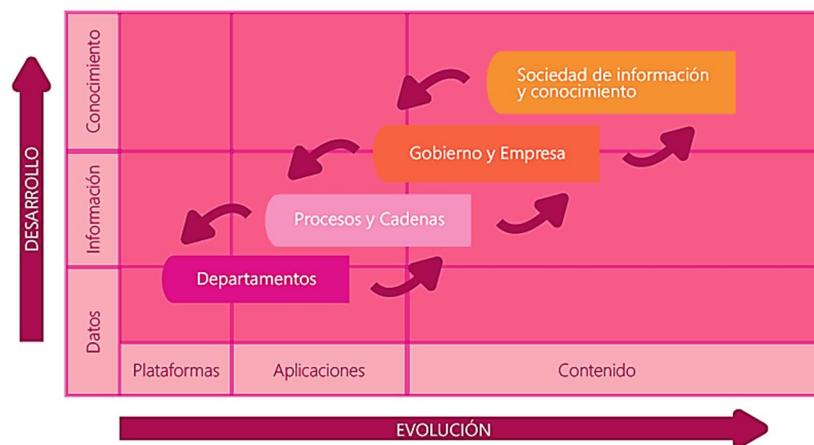 DESARROLLO
Conocimiento
Información
Datos
Sociedad de información
y conocimiento
Gobierno y Empresa
Procesos y Cadenas
Departamentos
Plataformas
Aplicaciones
Contenido
EVOLUCIÓN